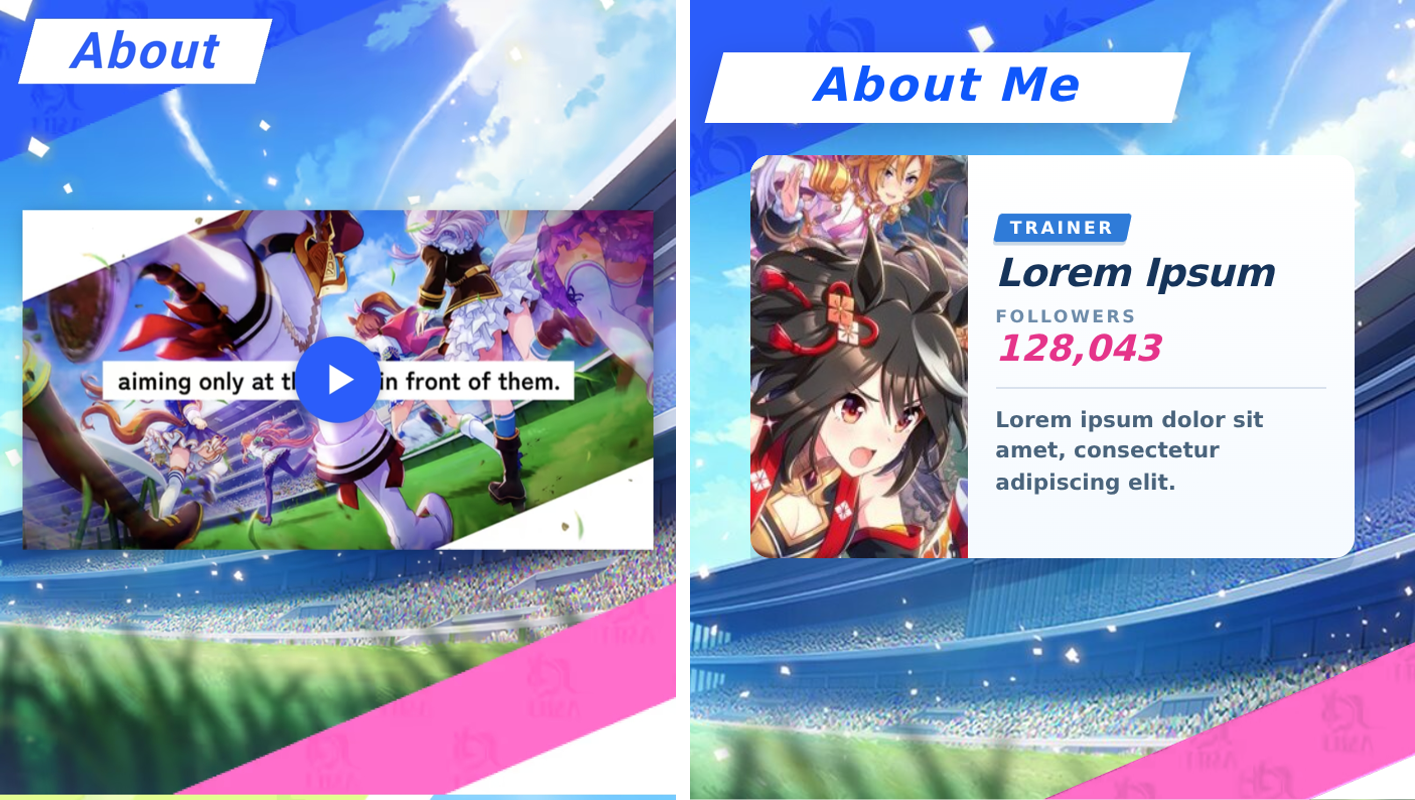 About
aiming only at th in front of them.
About Me
TRAINER
Lorem Ipsum
FOLLOWERS
128,043
Lorem ipsum dolor sit
amet, consectetur
adipiscing elit.